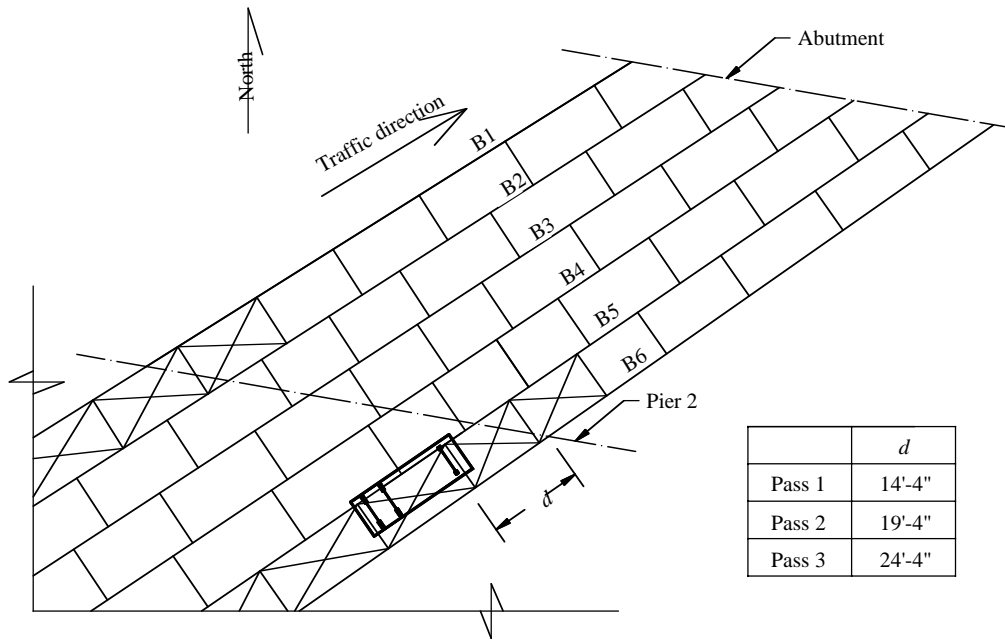 Abutment
North
Traffic direction
B1
B2
B3
B4
B5
B6
Pier 2
d
d
Pass 1 14'-4"
Pass 2 19'-4"
Pass 3 24'-4"